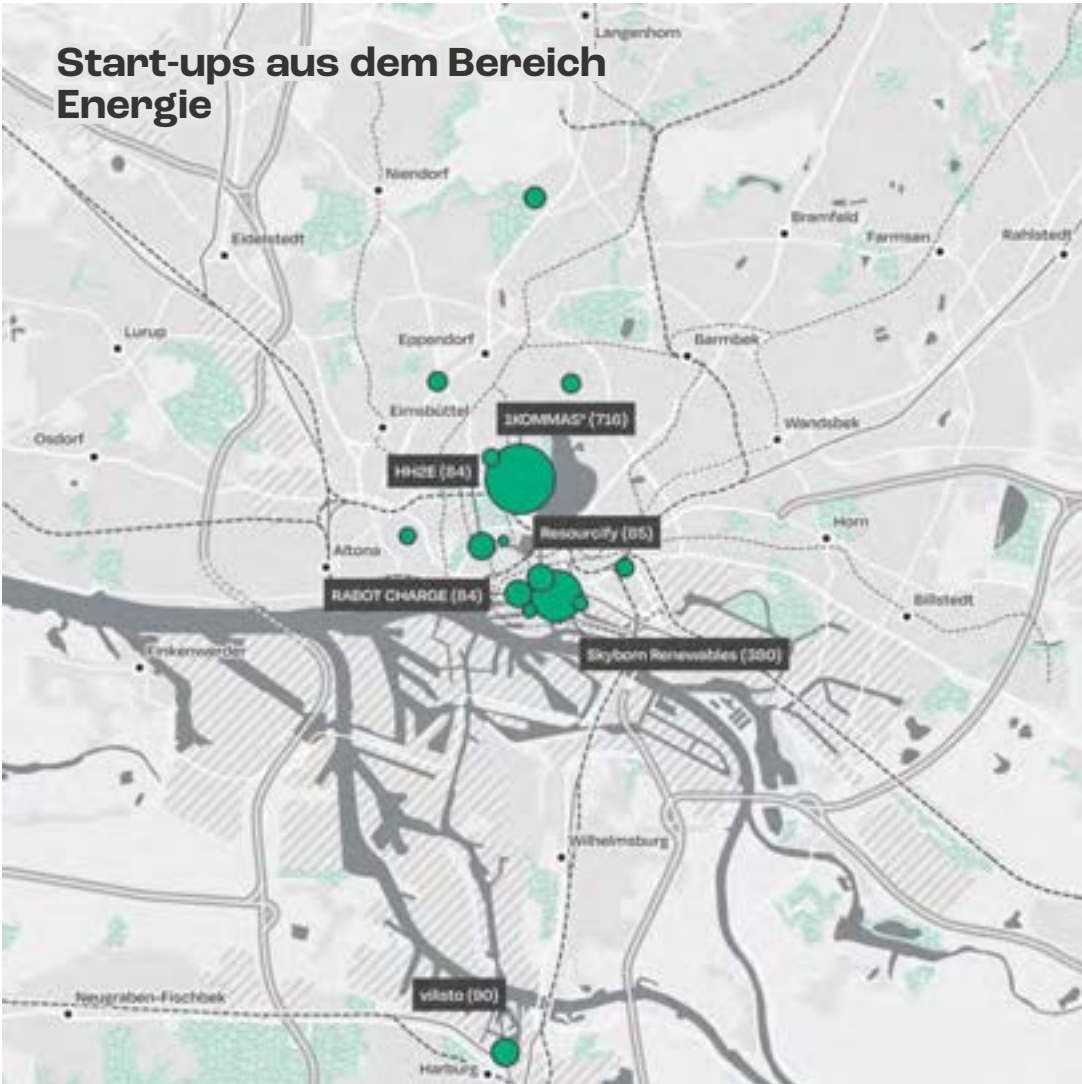 Start-ups aus dem Bereich
Energie
Langenhorn
Niendorf
Bramfeld
Eidelstedt
Farmsen
Rahlstedt
Lurup
Eppendorf
Barmbek
Eimsbüttel
1KOMMA5° (716)
Wandsbek
Osdorf
HH2E (84)
Horn
Resourcify (85)
Altona
RABOT CHARGE (84)
Billstedt
Finkenwerder
Skyborn Renewables (380)
Wilhelmsburg
vilisto (90)
Neugraben-Fischbek
Harburg